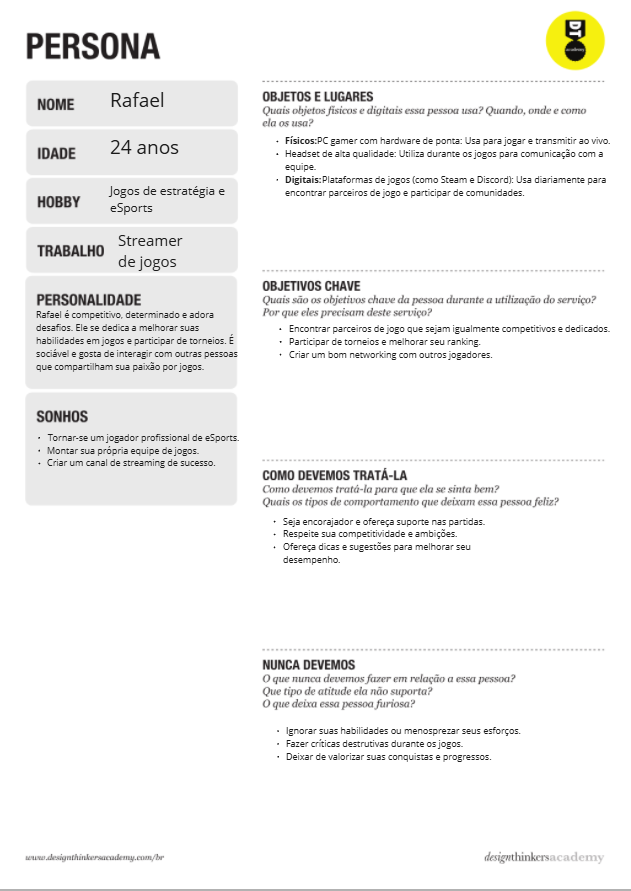 PERSONA
DT
academy
NOME Rafael
IDADE 24 anos
HOBBY Jogos de estratégia e
eSports
TRABALHO Streamer
de jogos
PERSONALIDADE
Rafael é competitivo, determinado e adora
desafios. Ele se dedica a melhorar suas
habilidades em jogos e participar de torneios. É
sociável e gosta de interagir com outras pessoas
que compartilham sua paixão por jogos.
SONHOS
• Tornar-se um jogador profissional de eSports.
• Montar sua própria equipe de jogos.
• Criar um canal de streaming de sucesso.
OBJETOS E LUGARES
Quais objetos físicos e digitais essa pessoa usa? Quando, onde e como
ela os usa?
• Físicos:PC gamer com hardware de ponta: Usa para jogar e transmitir ao vivo.
• Headset de alta qualidade: Utiliza durante os jogos para comunicação com a
equipe.
• Digitais:Plataformas de jogos (como Steam e Discord): Usa diariamente para
encontrar parceiros de jogo e participar de comunidades.
OBJETIVOS CHAVE
Quais são os objetivos chave da pessoa durante a utilização do serviço?
Por que eles precisam deste serviço?
• Encontrar parceiros de jogo que sejam igualmente competitivos e dedicados.
• Participar de torneios e melhorar seu ranking.
• Criar um bom networking com outros jogadores.
COMO DEVEMOS TRATÁ-LA
Como devemos tratá-la para que ela se sinta bem?
Quais os tipos de comportamento que deixam essa pessoa feliz?
• Seja encorajador e ofereça suporte nas partidas.
• Respeite sua competitividade e ambições.
• Ofereça dicas e sugestões para melhorar seu
desempenho.
NUNCA DEVEMOS
O que nunca devemos fazer em relação a essa pessoa?
Que tipo de atitude ela não suporta?
O que deixa essa pessoa furiosa?
• Ignorar suas habilidades ou menosprezar seus esforços.
• Fazer críticas destrutivas durante os jogos.
• Deixar de valorizar suas conquistas e progressos.
www.designthinkersacademy.com/br
designthinkersacademy